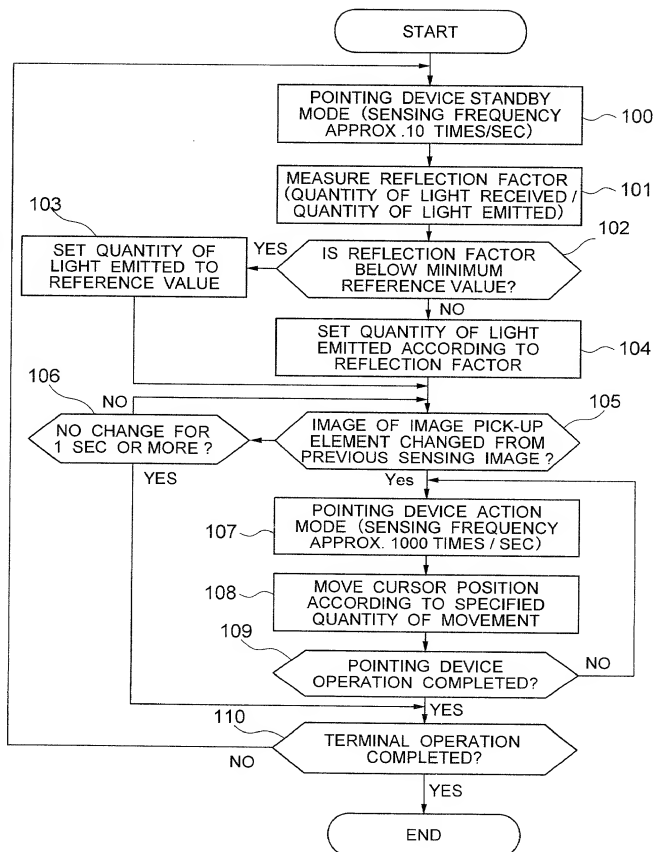 START
POINTING DEVICE STANDBY
MODE (SENSING FREQUENCY
APPROX .10 TIMES/SEC)
100
MEASURE REFLECTION FACTOR
(QUANTITY OF LIGHT RECEIVED /
QUANTITY OF LIGHT EMITTED)
101
103
SET QUANTITY OF
LIGHT EMITTED TO
REFERENCE VALUE
YES
102
IS REFLECTION FACTOR
BELOW MINIMUM
REFERENCE VALUE?
NO
SET QUANTITY OF LIGHT
EMITTED ACCORDING TO
REFLECTION FACTOR
104
106
NO
NO CHANGE FOR
1 SEC OR MORE ?
YES
105
IMAGE OF IMAGE PICK-UP
ELEMENT CHANGED FROM
PREVIOUS SENSING IMAGE ?
Yes
107
POINTING DEVICE ACTION
MODE (SENSING FREQUENCY
APPROX. 1000 TIMES / SEC)
108
MOVE CURSOR POSITION
ACCORDING TO SPECIFIED
QUANTITY OF MOVEMENT
109
POINTING DEVICE
OPERATION COMPLETED?
NO
YES
110
TERMINAL OPERATION
COMPLETED?
NO
YES
END